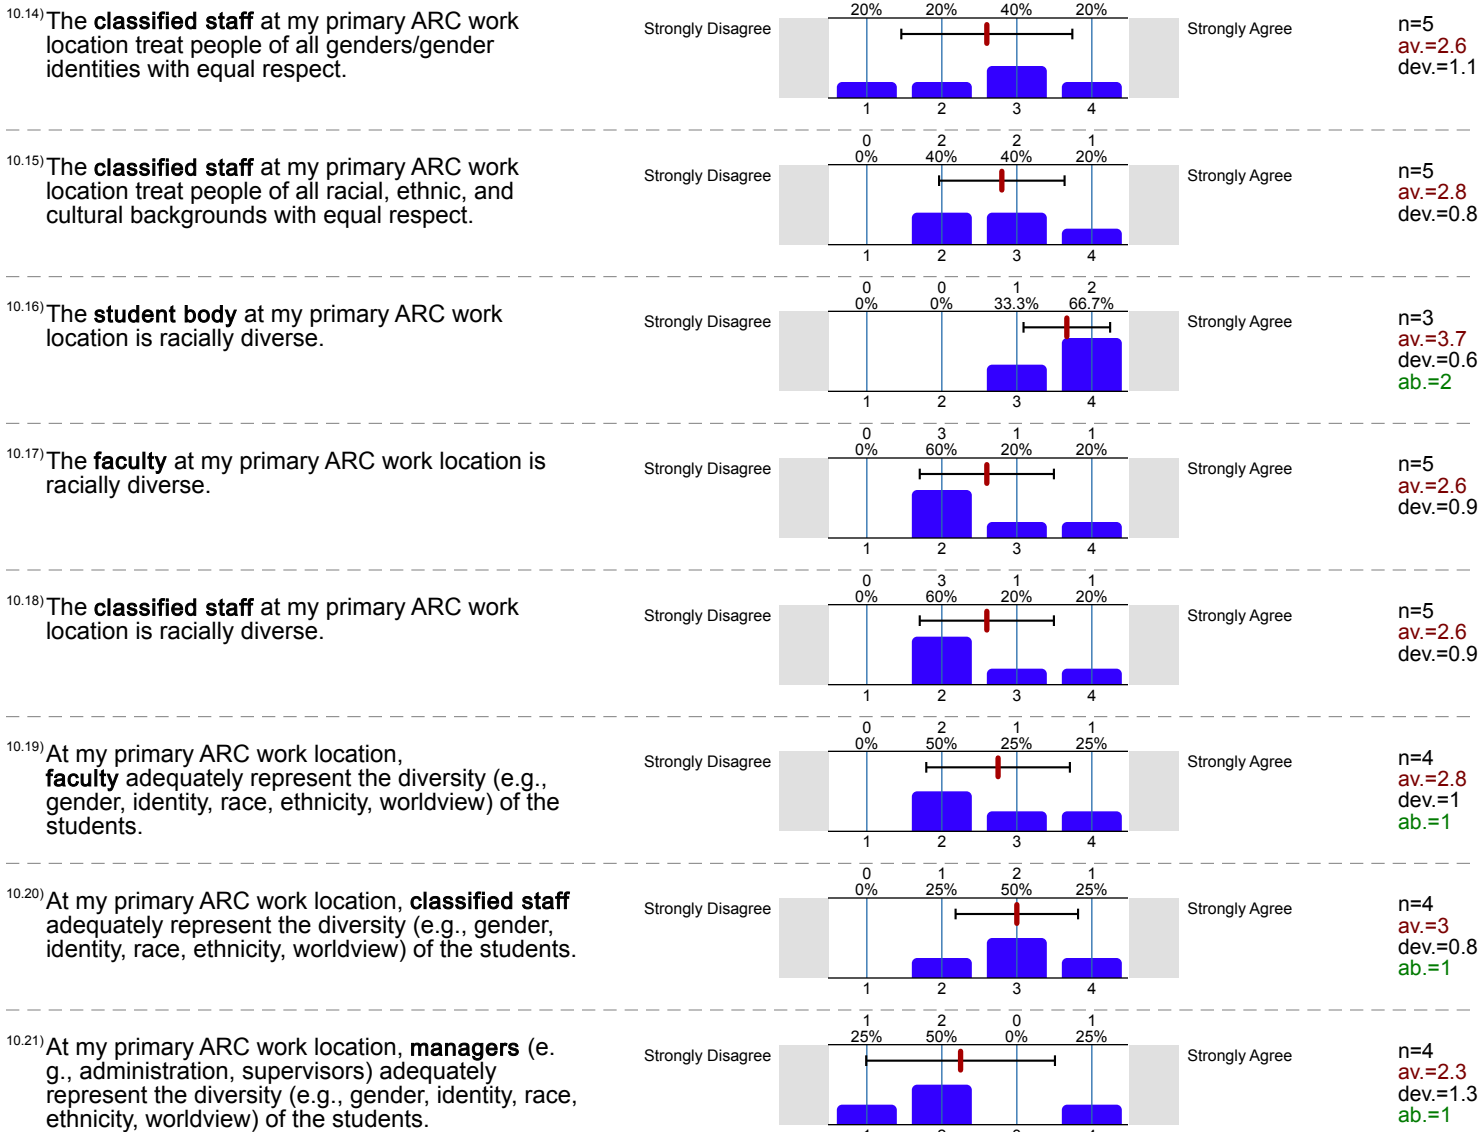 20% 20% 40% 20%
10.14) The classified staff at my primary ARC work
location treat people of all genders/gender
identities with equal respect.
Strongly Disagree
Strongly Agree
n=5
av.=2.6
dev.=1.1
1 2 3 4
0 2 2 1
0% 40% 40% 20%
10.15) The classified staff at my primary ARC work
location treat people of all racial, ethnic, and
cultural backgrounds with equal respect.
Strongly Disagree
Strongly Agree
n=5
av.=2.8
dev.=0.8
1 2 3 4
0 0 1 2
0% 0% 33.3% 66.7%
10.16) The student body at my primary ARC work
location is racially diverse.
Strongly Disagree
Strongly Agree
n=3
av.=3.7
dev.=0.6
ab.=2
1 2 3 4
0 3 1 1
0% 60% 20% 20%
10.17) The faculty at my primary ARC work location is
racially diverse.
Strongly Disagree
Strongly Agree
n=5
av.=2.6
dev.=0.9
1 2 3 4
0 3 1 1
0% 60% 20% 20%
10.18) The classified staff at my primary ARC work
location is racially diverse.
Strongly Disagree
Strongly Agree
n=5
av.=2.6
dev.=0.9
1 2 3 4
0 2 1 1
0% 50% 25% 25%
10.19) At my primary ARC work location,
faculty adequately represent the diversity (e.g.,
gender, identity, race, ethnicity, worldview) of the
students.
Strongly Disagree
Strongly Agree
n=4
av.=2.8
dev.=1
ab.=1
1 2 3 4
0 1 2 1
0% 25% 50% 25%
10.20) At my primary ARC work location, classified staff
adequately represent the diversity (e.g., gender,
identity, race, ethnicity, worldview) of the students.
Strongly Disagree
Strongly Agree
n=4
av.=3
dev.=0.8
ab.=1
1 2 3 4
1 2 0 1
25% 50% 0% 25%
10.21) At my primary ARC work location, managers (e.
g., administration, supervisors) adequately
represent the diversity (e.g., gender, identity, race,
ethnicity, worldview) of the students.
Strongly Disagree
Strongly Agree
n=4
av.=2.3
dev.=1.3
ab.=1